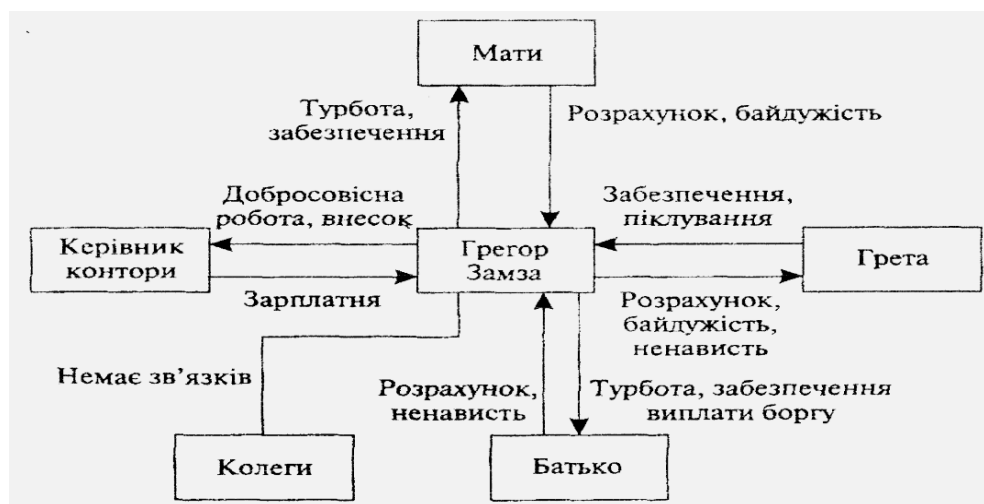 Мати
Турбота,
забезпечення
Розрахунок, байдужість
Добросовісна
робота, внесок
Забезпечення,
піклування
Керівник
контори
Грегор
Замза
Грета
Зарплатня
Розрахунок,
байдужість,
ненависть
Немає зв’язків
Розрахунок,
ненависть
Турбота, забезпечення
виплати боргу
Колеги
Батько